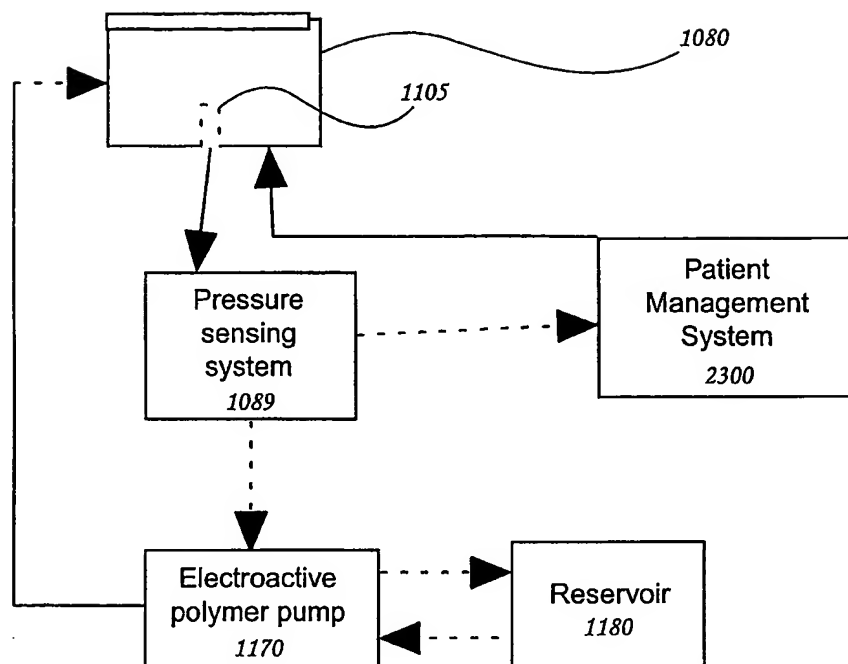 1080
1105
Pressure
sensing
system
1089
Patient
Management
System
2300
Electroactive
polymer pump
1170
Reservoir
1180